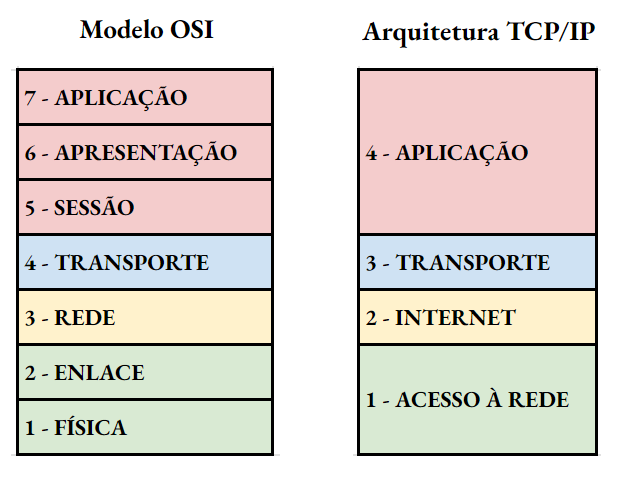 Modelo OSI
7 - APLICAÇÃO
6 - APRESENTAÇÃO
5 - SESSÃO
4 - TRANSPORTE
3 - REDE
2 - ENLACE
1 - FÍSICA
Arquitetura TCP/IP
4 - APLICAÇÃO
3 - TRANSPORTE
2 - INTERNET
1 - ACESSO À REDE